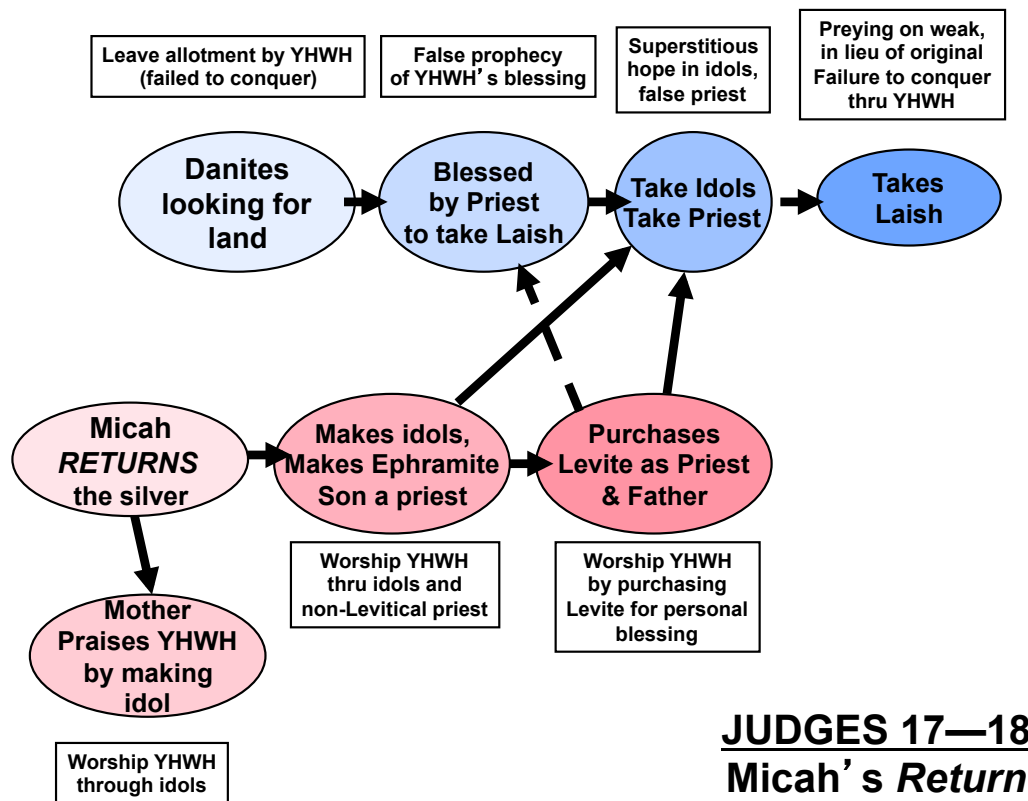 Leave allotment by YHWH
(failed to conquer)
False prophecy
of YHWH’s blessing
Superstitious
hope in idols,
false priest
Preying on weak,
in lieu of original
Failure to conquer
thru YHWH
Danites
looking for
land
Blessed
by Priest
to take Laish
Take Idols
Take Priest
Takes
Laish
Micah
RETURNS
the silver
Makes idols,
Makes Ephramite
Son a priest
Purchases
Levite as Priest
& Father
Worship YHWH
thru idols and
non-Levitical priest
Worship YHWH
by purchasing
Levite for personal
blessing
Mother
Praises YHWH
by making
idol
Worship YHWH
through idols
JUDGES 17—18
Micah’s Return